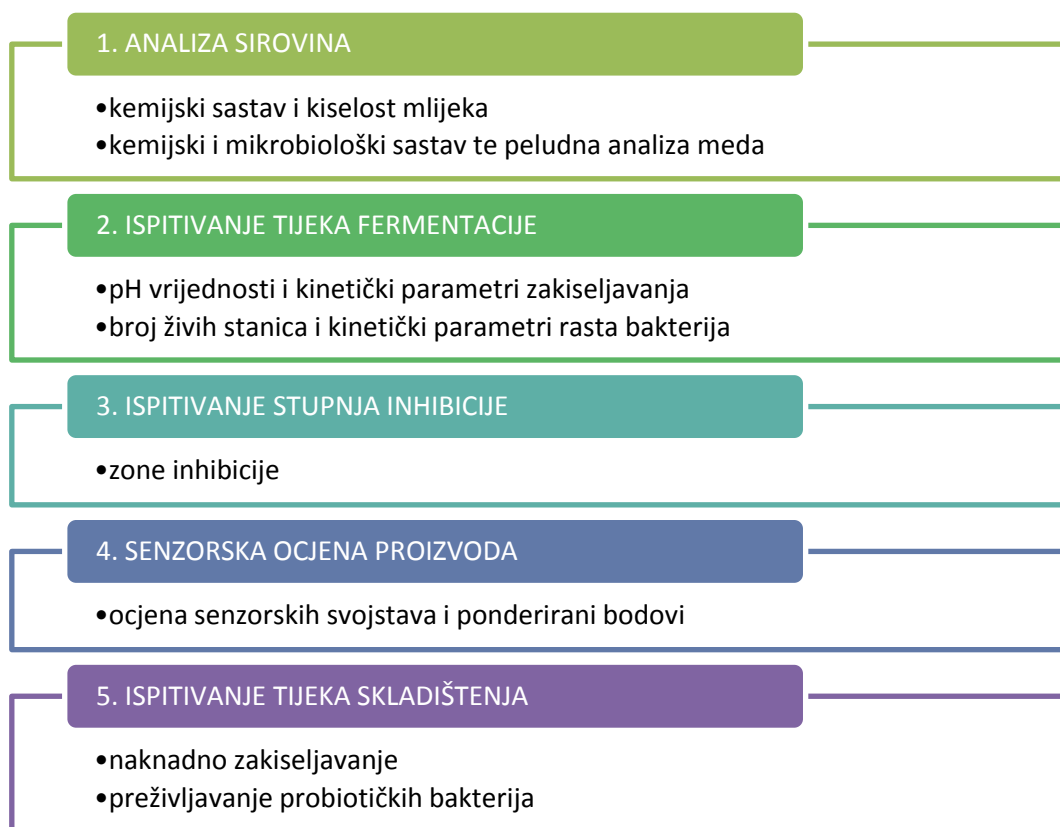 1. ANALIZA SIROVINA
•kemijski sastav i kiselost mlijeka
•kemijski i mikrobiološki sastav te peludna analiza meda
2. ISPITIVANJE TIJEKA FERMENTACIJE
•pH vrijednosti i kinetički parametri zakiseljavanja
•broj živih stanica i kinetički parametri rasta bakterija
3. ISPITIVANJE STUPNJA INHIBICIJE
•zone inhibicije
4. SENZORSKA OCJENA PROIZVODA
•ocjena senzorskih svojstava i ponderirani bodovi
5. ISPITIVANJE TIJEKA SKLADIŠTENJA
•naknadno zakiseljavanje
•preživljavanje probiotičkih bakterija